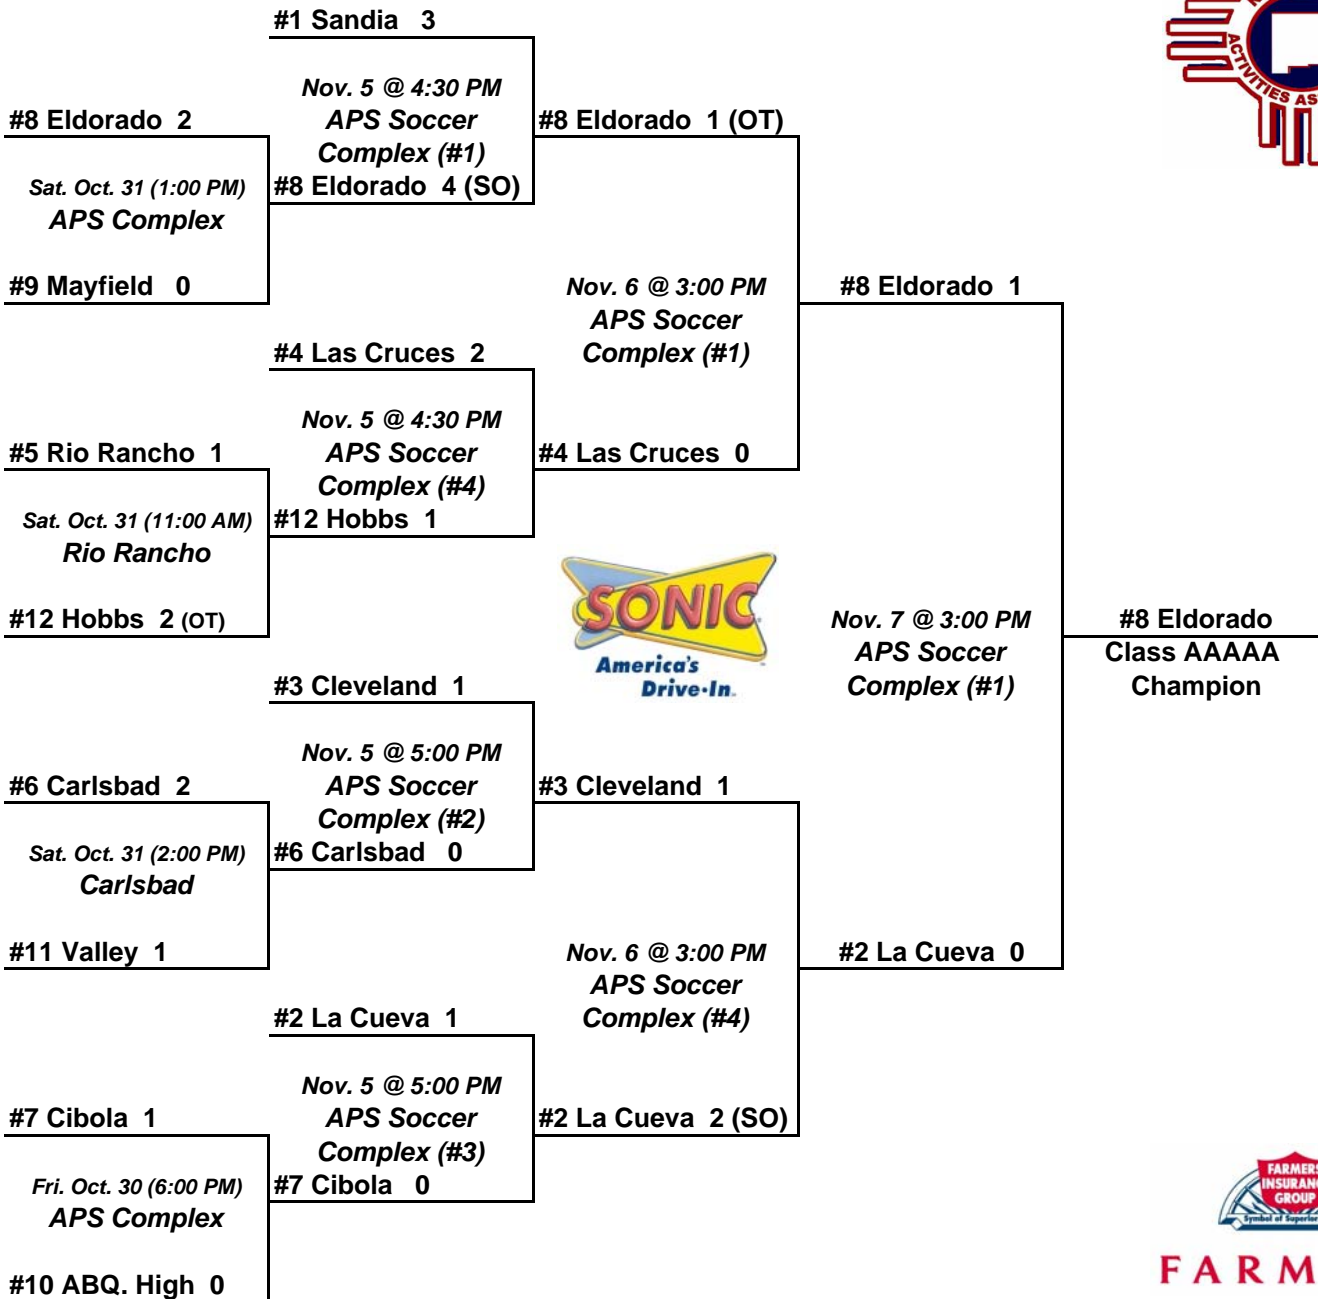 #1 Sandia 3
Nov. 5 @ 4:30 PM
APS Soccer
Complex (#1)
#8 Eldorado 4 (SO)
#8 Eldorado 2
Sat. Oct. 31 (1:00 PM)
APS Complex
#9 Mayfield 0
#8 Eldorado 1 (OT)
Nov. 6 @ 3:00 PM
APS Soccer
Complex (#1)
#4 Las Cruces 0
#4 Las Cruces 2
Nov. 5 @ 4:30 PM
APS Soccer
Complex (#4)
#12 Hobbs 1
#5 Rio Rancho 1
Sat. Oct. 31 (11:00 AM)
Rio Rancho
#12 Hobbs 2 (OT)
#8 Eldorado 1
Nov. 7 @ 3:00 PM
APS Soccer
Complex (#1)
#2 La Cueva 0
#8 Eldorado
Class AAAAA
Champion
SONIC
America's
Drive-In
#3 Cleveland 1
Nov. 5 @ 5:00 PM
APS Soccer
Complex (#2)
#6 Carlsbad 0
#6 Carlsbad 2
Sat. Oct. 31 (2:00 PM)
Carlsbad
#11 Valley 1
#3 Cleveland 1
Nov. 6 @ 3:00 PM
APS Soccer
Complex (#4)
#2 La Cueva 2 (SO)
#2 La Cueva 1
Nov. 5 @ 5:00 PM
APS Soccer
Complex (#3)
#7 Cibola 0
#7 Cibola 1
Fri. Oct. 30 (6:00 PM)
APS Complex
#10 ABQ. High 0
ACTIVITIES AS
FARMERS
INSURAN
GROUP
Symbol of Superior
FARM